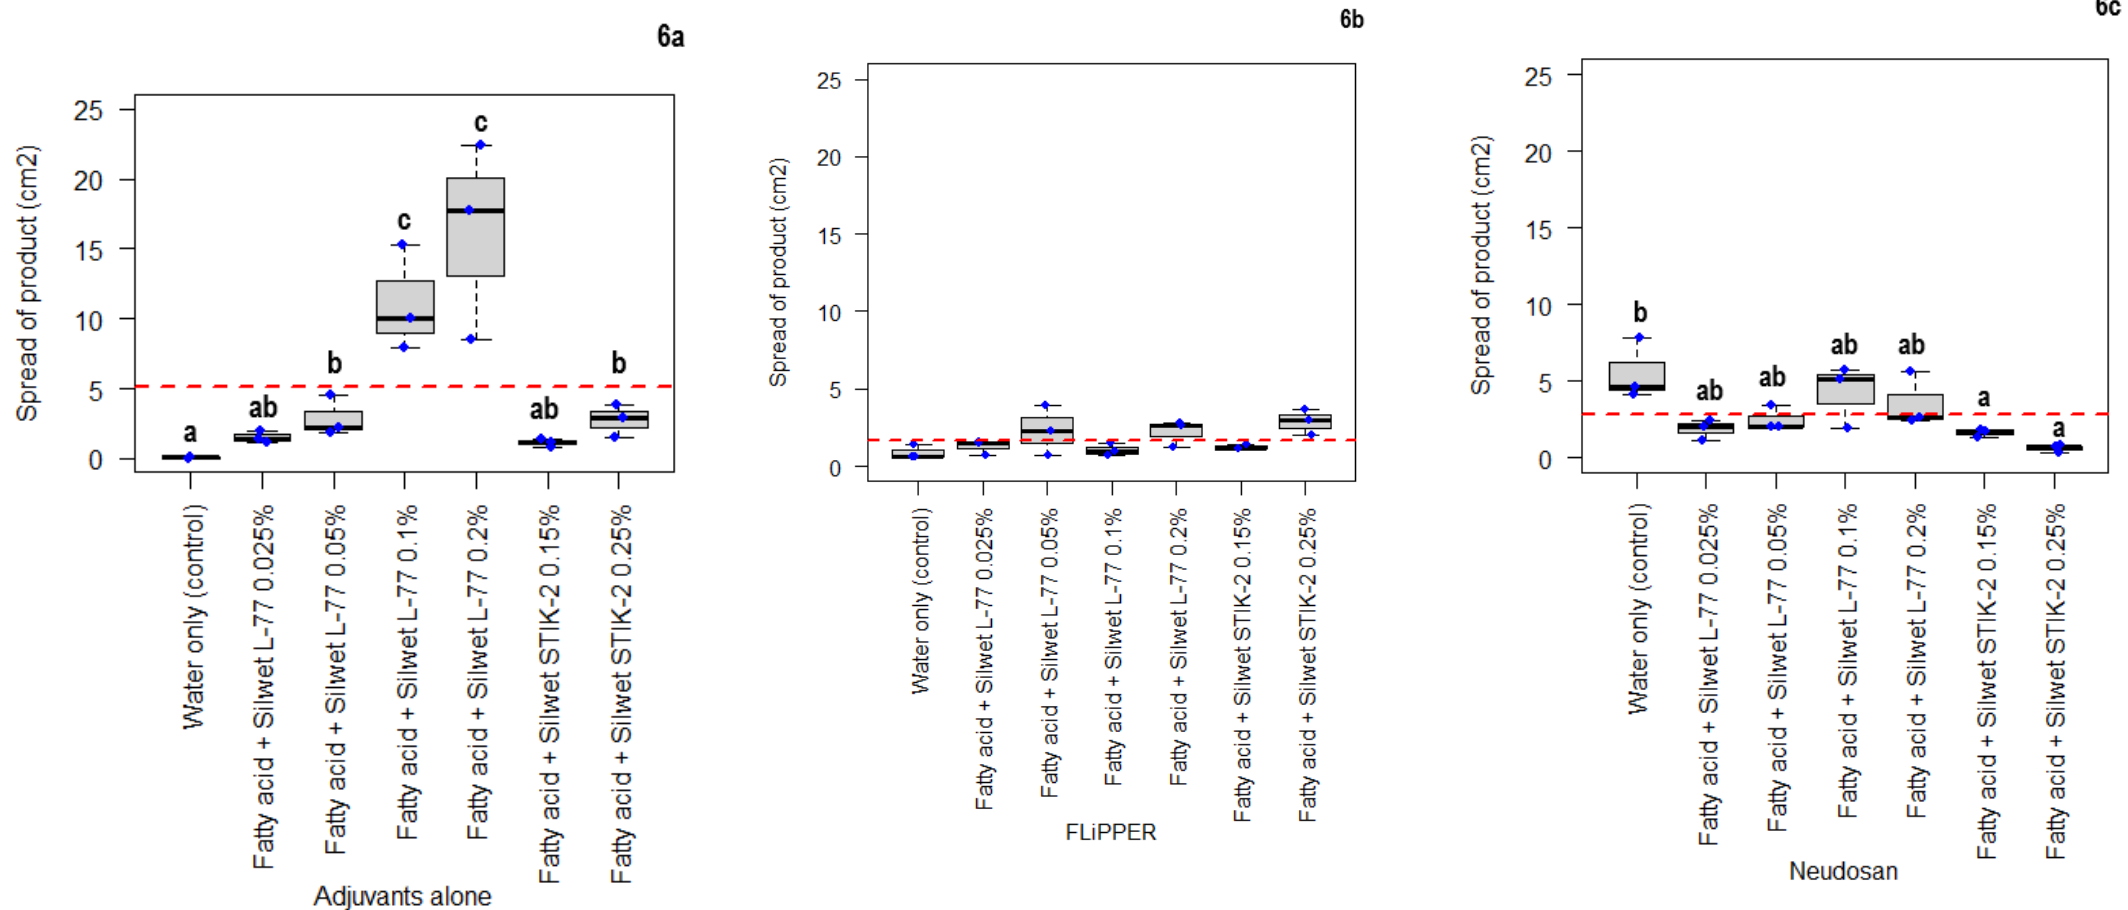 6a
Spread of product (cm2)
25
20
15
10
5
0
a
ab
b
c
c
ab
b
Water only (control)
Fatty acid + Silwet L-77 0.025%
Fatty acid + Silwet L-77 0.05%
Fatty acid + Silwet L-77 0.1%
Fatty acid + Silwet L-77 0.2%
Fatty acid + Silwet STIK-2 0.15%
Fatty acid + Silwet STIK-2 0.25%
Adjuvants alone
6b
Spread of product (cm2)
25
20
15
10
5
0
Water only (control)
Fatty acid + Silwet L-77 0.025%
Fatty acid + Silwet L-77 0.05%
Fatty acid + Silwet L-77 0.1%
Fatty acid + Silwet L-77 0.2%
Fatty acid + Silwet STIK-2 0.15%
Fatty acid + Silwet STIK-2 0.25%
FLiPPER
6c
Spread of product (cm2)
25
20
15
10
5
0
b
ab
ab
ab
ab
a
a
Water only (control)
Fatty acid + Silwet L-77 0.025%
Fatty acid + Silwet L-77 0.05%
Fatty acid + Silwet L-77 0.1%
Fatty acid + Silwet L-77 0.2%
Fatty acid + Silwet STIK-2 0.15%
Fatty acid + Silwet STIK-2 0.25%
Neudosan